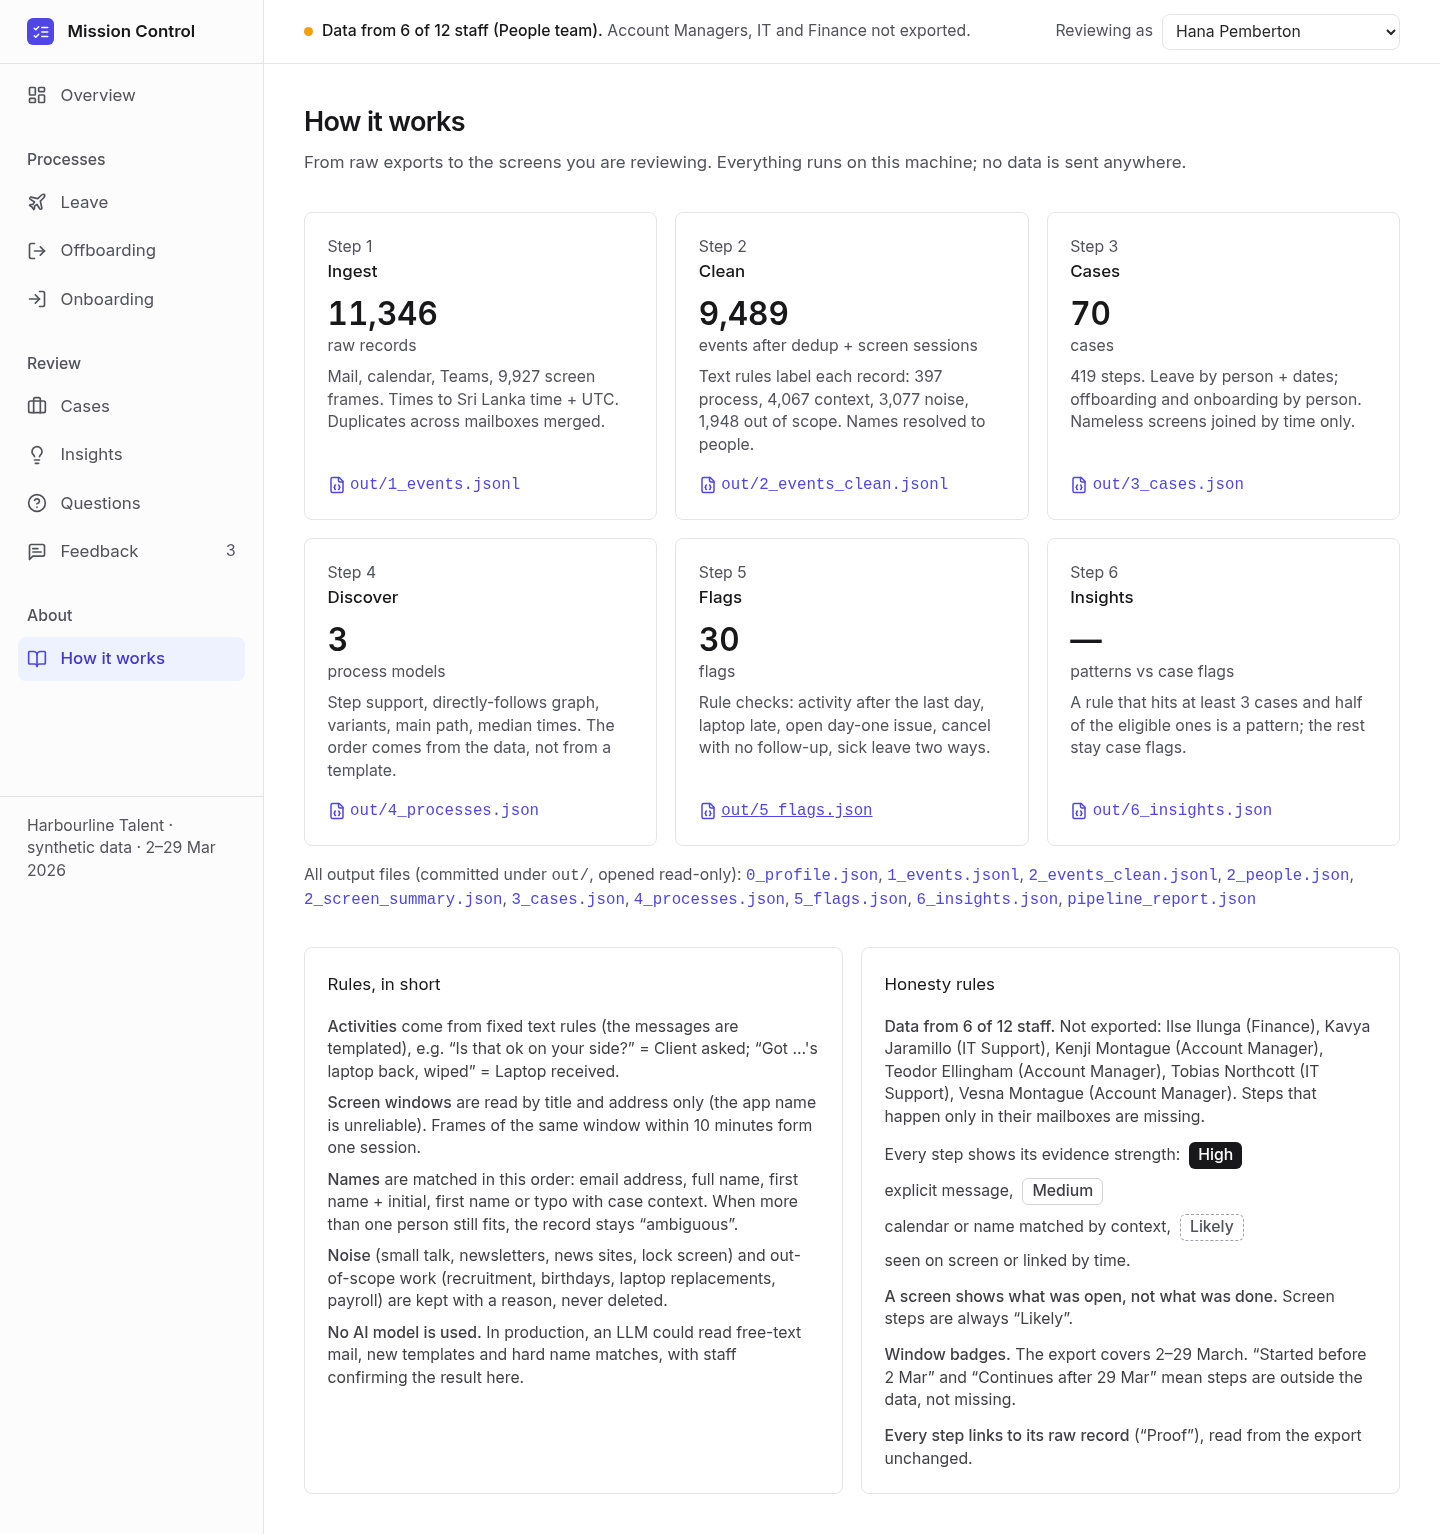 Mission Control
Data from 6 of 12 staff (People team). Account Managers, IT and Finance not exported.
Reviewing as
Hana Pemberton
Overview
Processes
Leave
Offboarding
Onboarding
Review
Cases
Insights
Questions
Feedback 3
About
How it works
Harbourline Talent ·
synthetic data · 2–29 Mar
2026
How it works
From raw exports to the screens you are reviewing. Everything runs on this machine; no data is sent anywhere.
Step 1
Ingest
11,346
raw records
Mail, calendar, Teams, 9,927 screen
frames. Times to Sri Lanka time + UTC.
Duplicates across mailboxes merged.
out/1_events.jsonl
Step 2
Clean
9,489
events after dedup + screen sessions
Text rules label each record: 397
process, 4,067 context, 3,077 noise,
1,948 out of scope. Names resolved to
people.
out/2_events_clean.jsonl
Step 3
Cases
70
cases
419 steps. Leave by person + dates;
offboarding and onboarding by person.
Nameless screens joined by time only.
out/3_cases.json
Step 4
Discover
3
process models
Step support, directly-follows graph,
variants, main path, median times. The
order comes from the data, not from a
template.
out/4_processes.json
Step 5
Flags
30
flags
Rule checks: activity after the last day,
laptop late, open day-one issue, cancel
with no follow-up, sick leave two ways.
out/5_flags.json
Step 6
Insights
—
patterns vs case flags
A rule that hits at least 3 cases and half
of the eligible ones is a pattern; the rest
stay case flags.
out/6_insights.json
All output files (committed under out/, opened read-only): 0_profile.json, 1_events.jsonl, 2_events_clean.jsonl, 2_people.json,
2_screen_summary.json, 3_cases.json, 4_processes.json, 5_flags.json, 6_insights.json, pipeline_report.json
Rules, in short
Activities come from fixed text rules (the messages are
templated), e.g. “Is that ok on your side?” = Client asked; “Got …'s
laptop back, wiped” = Laptop received.
Screen windows are read by title and address only (the app name
is unreliable). Frames of the same window within 10 minutes form
one session.
Names are matched in this order: email address, full name, first
name + initial, first name or typo with case context. When more
than one person still fits, the record stays “ambiguous”.
Noise (small talk, newsletters, news sites, lock screen) and out-
of-scope work (recruitment, birthdays, laptop replacements,
payroll) are kept with a reason, never deleted.
No AI model is used. In production, an LLM could read free-text
mail, new templates and hard name matches, with staff
confirming the result here.
Honesty rules
Data from 6 of 12 staff. Not exported: Ilse Ilunga (Finance), Kavya
Jaramillo (IT Support), Kenji Montague (Account Manager),
Teodor Ellingham (Account Manager), Tobias Northcott (IT
Support), Vesna Montague (Account Manager). Steps that
happen only in their mailboxes are missing.
Every step shows its evidence strength: High
explicit message, Medium
calendar or name matched by context, Likely
seen on screen or linked by time.
A screen shows what was open, not what was done. Screen
steps are always “Likely”.
Window badges. The export covers 2–29 March. “Started before
2 Mar” and “Continues after 29 Mar” mean steps are outside the
data, not missing.
Every step links to its raw record (“Proof”), read from the export
unchanged.